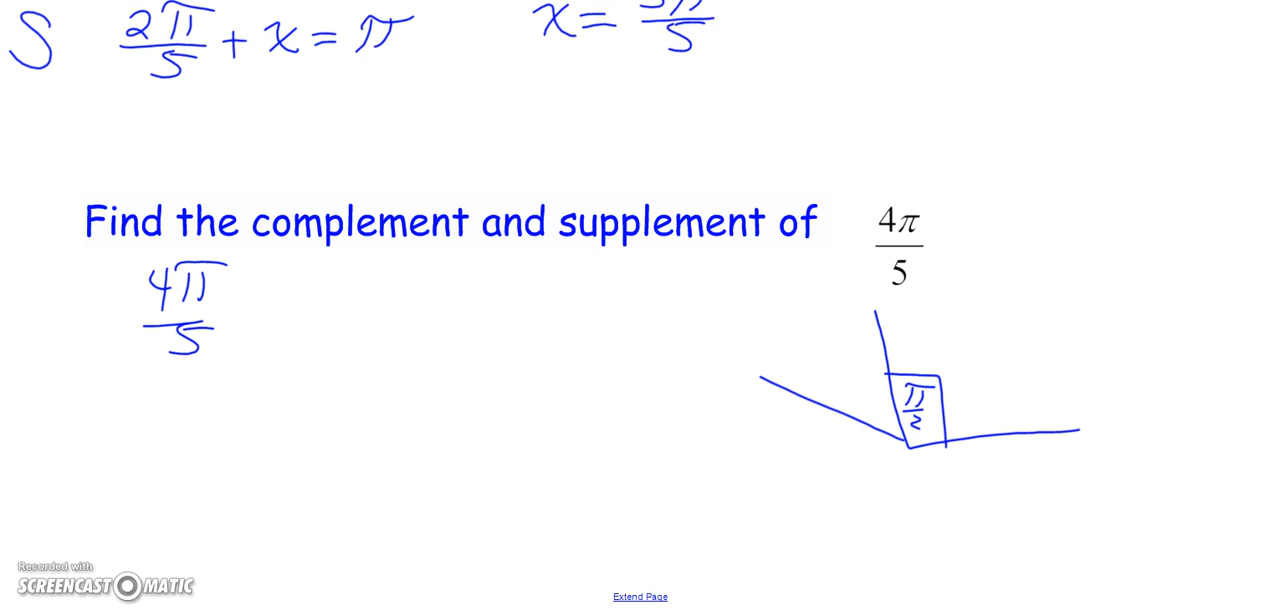 S 2π/5 + x = π x = 3π/5
Find the complement and supplement of 4π/5
4π/5
π/2
Recorded with
SCREENCAST-O-MATIC
Extend Page